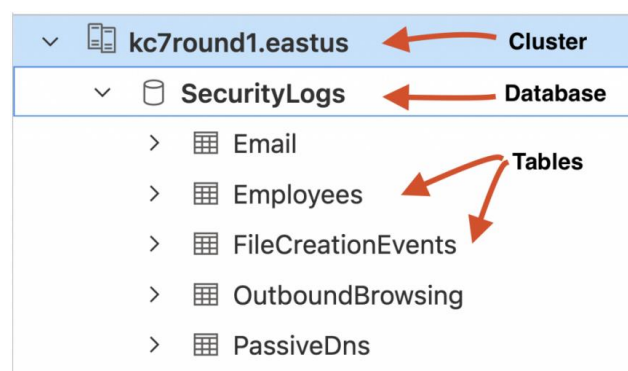 kc7round1.eastus Cluster
SecurityLogs Database
Email
Tables
Employees
FileCreationEvents
OutboundBrowsing
PassiveDns